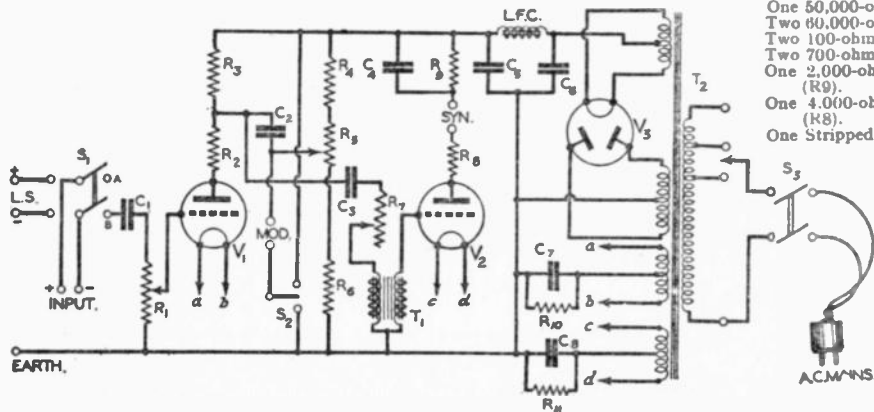 L.F.C.
One 50,000-o
Two 60,000-o
Two 100-ohm
Two 700-ohm
One 2,000-oh
(R9).
One 4,000-oh
(R8).
One Stripped
R3
R4
C4
R9
C5
C6
T2
C2
SYN.
V3
S1
A
R2
R5
R8
S3
+
L.S.
-
B
C1
C3
R7
V1
MOD.
V2
a
+
-
INPUT.
R1
a
b
S2
R6
T1
c
d
C7
R10
b
c
EARTH.
C8
R11
d
A.C. MAINS.